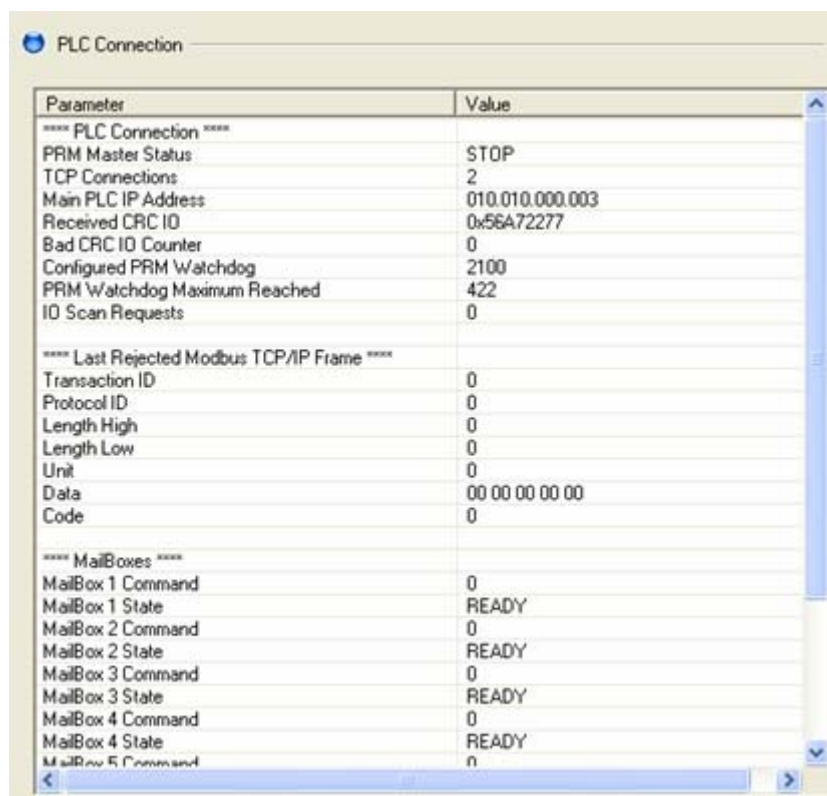 PLC Connection
Parameter Value
**** PLC Connection ****
PRM Master Status STOP
TCP Connections 2
Main PLC IP Address 010.010.000.003
Received CRC IO 0x56A72277
Bad CRC IO Counter 0
Configured PRM Watchdog 2100
PRM Watchdog Maximum Reached 422
IO Scan Requests 0
**** Last Rejected Modbus TCP/IP Frame ****
Transaction ID 0
Protocol ID 0
Length High 0
Length Low 0
Unit 0
Data 00 00 00 00 00
Code 0
**** MailBoxes ****
MailBox 1 Command 0
MailBox 1 State READY
MailBox 2 Command 0
MailBox 2 State READY
MailBox 3 Command 0
MailBox 3 State READY
MailBox 4 Command 0
MailBox 4 State READY
MailBox 5 Command 0